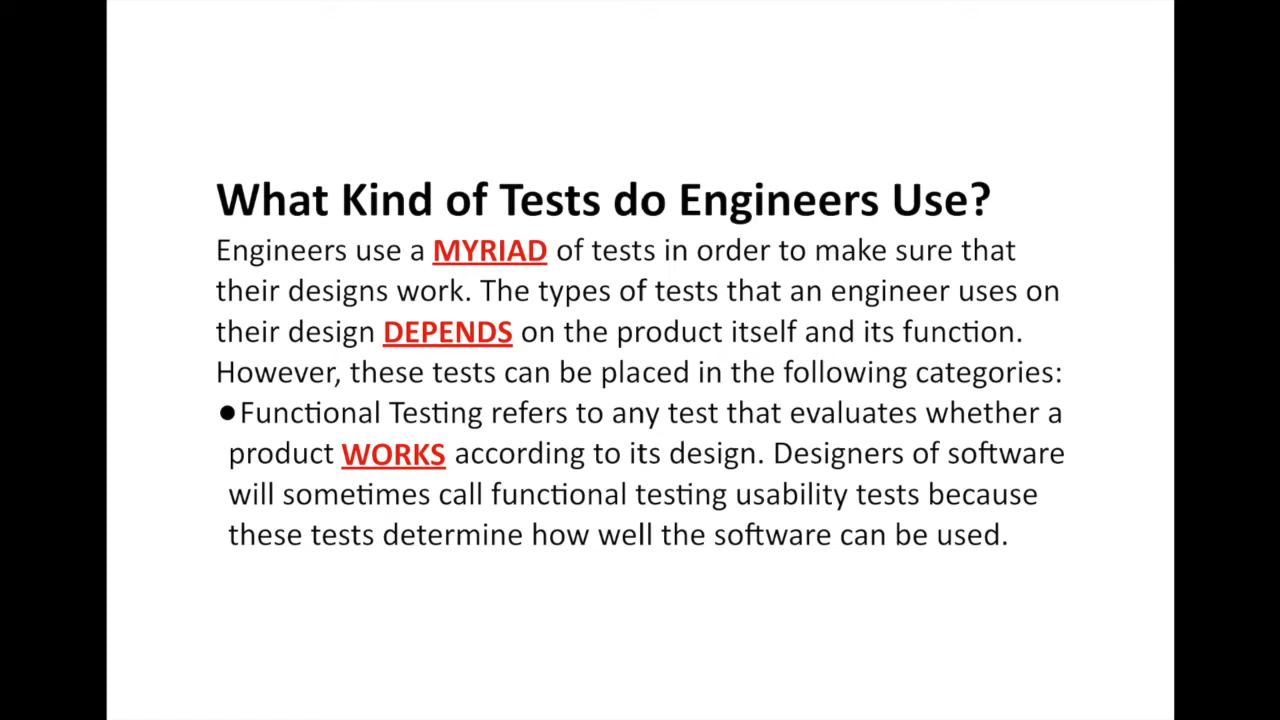 What Kind of Tests do Engineers Use?
Engineers use a MYRIAD of tests in order to make sure that
their designs work. The types of tests that an engineer uses on
their design DEPENDS on the product itself and its function.
However, these tests can be placed in the following categories:
●Functional Testing refers to any test that evaluates whether a
product WORKS according to its design. Designers of software
will sometimes call functional testing usability tests because
these tests determine how well the software can be used.